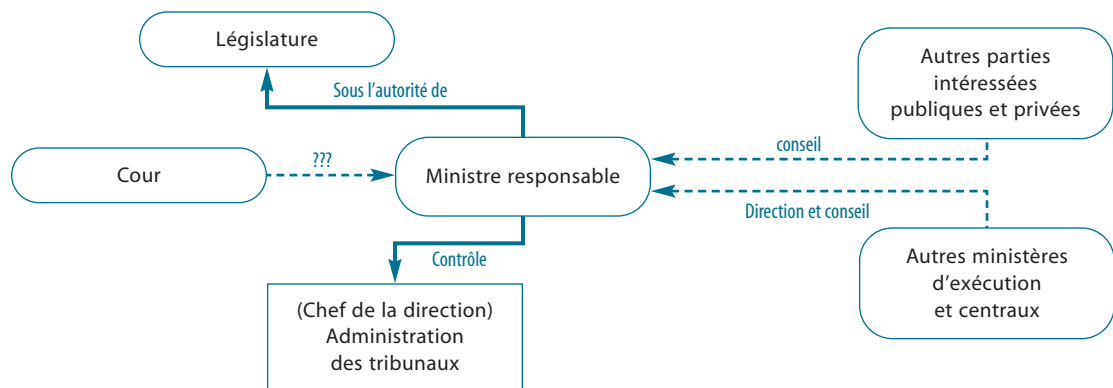 Législature
Sous l'autorité de
Autres parties
intéressées
publiques et privées
Cour
???
Ministre responsable
conseil
Direction et conseil
Contrôle
(Chef de la direction)
Administration
des tribunaux
Autres ministères
d'exécution
et centraux